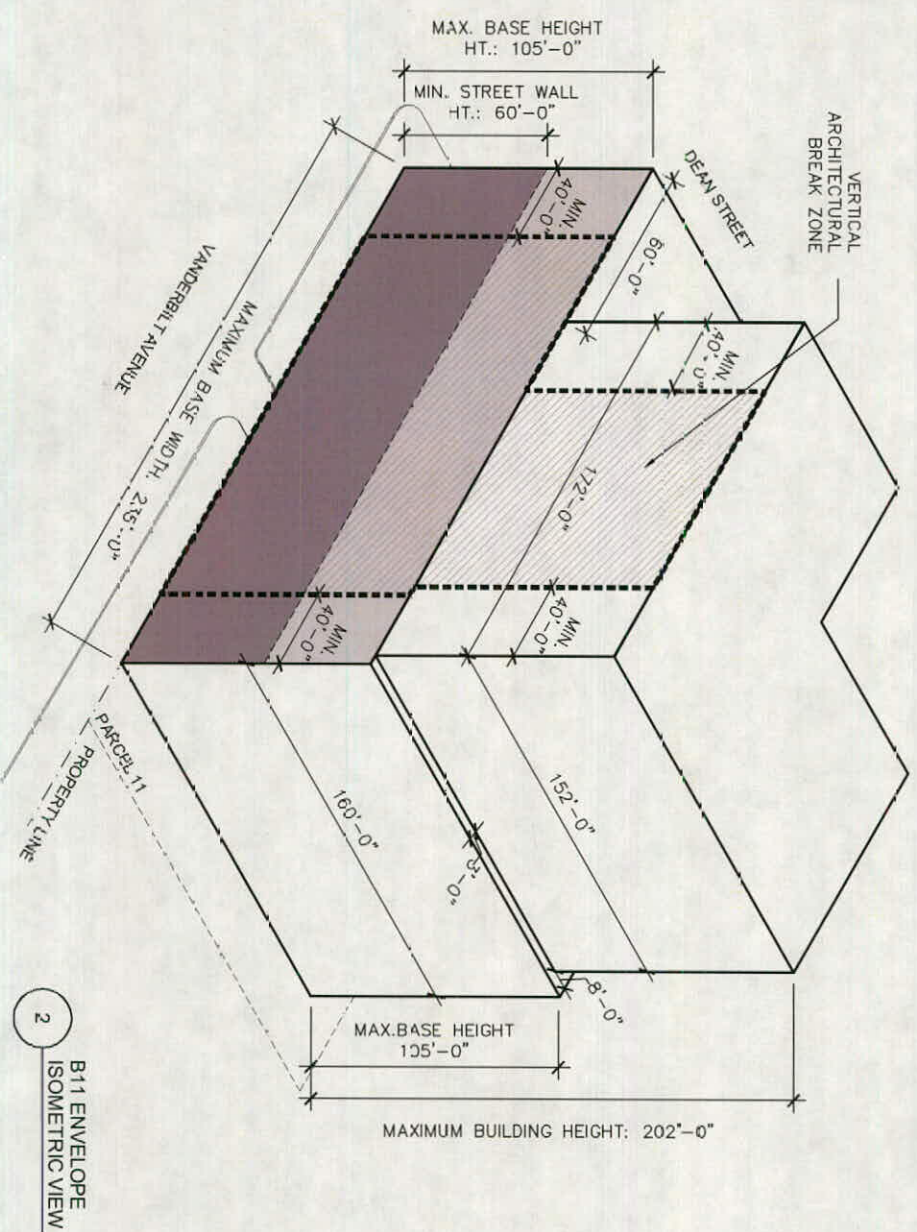 MAX. BASE HEIGHT
HT.: 105'-0"
MIN. STREET WALL
HT.: 60'-0"
VERTICAL
ARCHITECTURAL
BREAK ZONE
DEAN STREET
MIN.
40'-0"
60'-0"
MIN.
40'-0"
172'-0"
VANDERBILT AVENUE
MAXIMUM BASE WIDTH. 235'-0"
MIN.
40'-0"
MIN.
40'-0"
152'-0"
160'-0"
8'-0"
8'-0"
PARCEL 11
PROPERTY LINE
MAX.BASE HEIGHT
105'-0"
MAXIMUM BUILDING HEIGHT: 202'-0"
2
B11 ENVELOPE
ISOMETRIC VIEW